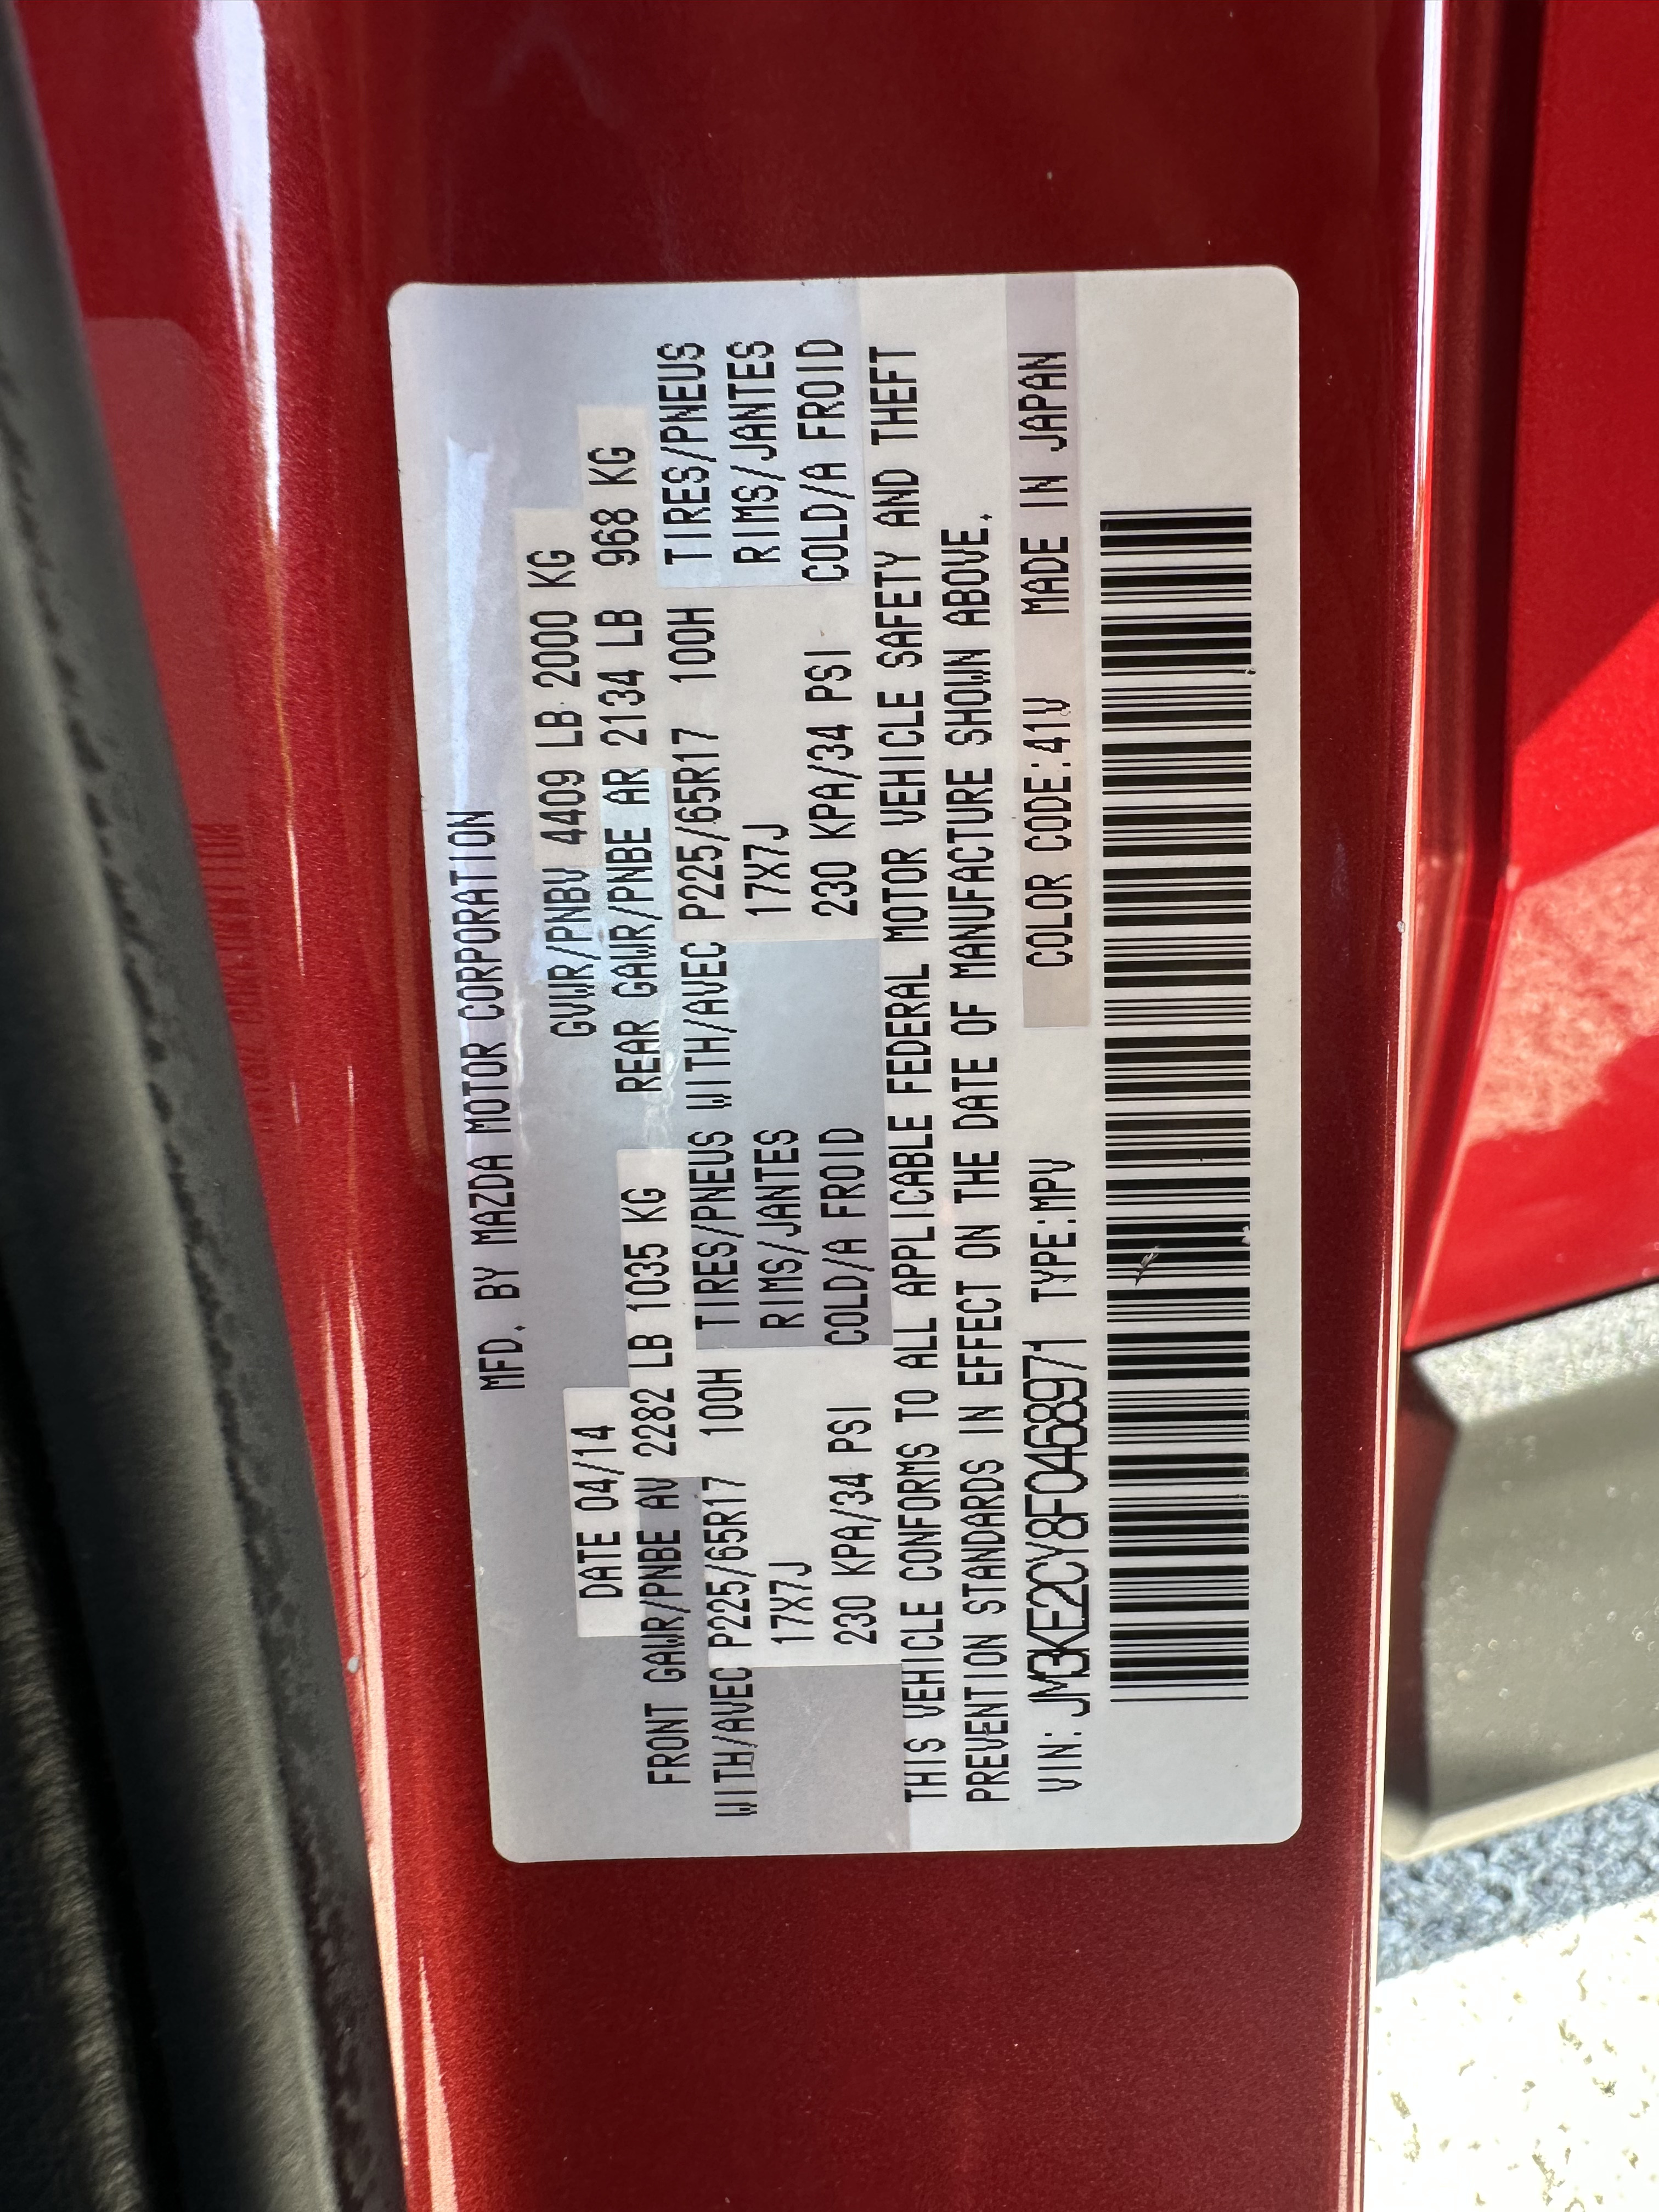 MFD. BY MAZDA MOTOR CORPORATION
DATE 04/14 GVWR/PNBV 4409 LB 2000 KG
FRONT GAWR/PNBE AV 2282 LB 1035 KG REAR GAWR/PNBE AR 2134 LB 968 KG
WITH/AVEC P225/65R17 100H TIRES/PNEUS WITH/AVEC P225/65R17 100H TIRES/PNEUS
17X7J RIMS/JANTES 17X7J RIMS/JANTES
230 KPA/34 PSI COLD/A FROID 230 KPA/34 PSI COLD/A FROID
THIS VEHICLE CONFORMS TO ALL APPLICABLE FEDERAL MOTOR VEHICLE SAFETY AND THEFT
PREVENTION STANDARDS IN EFFECT ON THE DATE OF MANUFACTURE SHOWN ABOVE.
VIN: JM3KE2CY8F0468971 TYPE:MPV COLOR CODE:41V MADE IN JAPAN